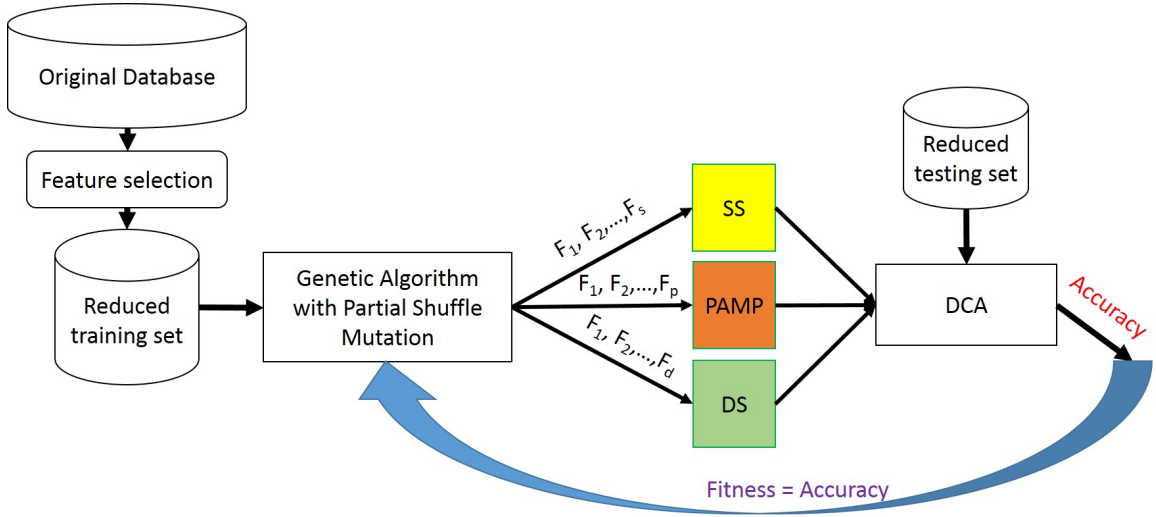 Original Database
Feature selection
Reduced
training set
Genetic Algorithm
with Partial Shuffle
Mutation
F₁, F₂,...,Fₛ
F₁, F₂,...,Fₚ
F₁, F₂,...,F_d
SS
PAMP
DS
Reduced
testing set
DCA
Accuracy
Fitness = Accuracy